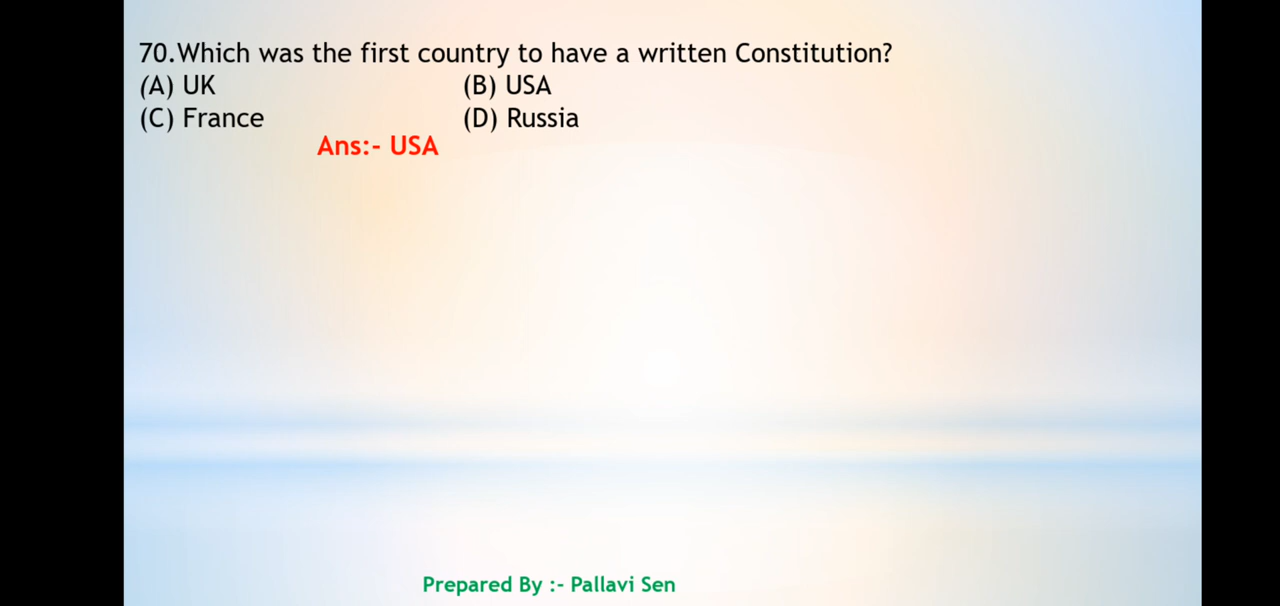 70.Which was the first country to have a written Constitution?
(A) UK (B) USA
(C) France (D) Russia
Ans:- USA
Prepared By :- Pallavi Sen